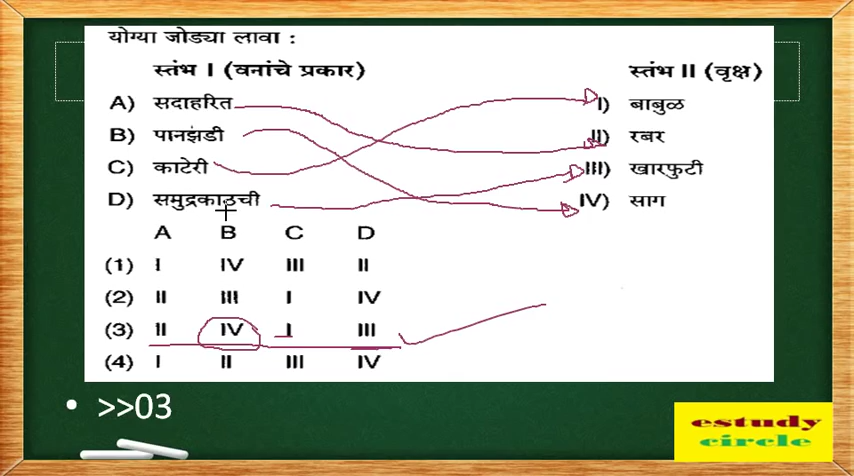 योग्या जोड्या लावा :
स्तंभ I (वनांचे प्रकार) स्तंभ II (वृक्ष)
A) सदाहरित I) बाबुळ
B) पानझडी II) रबर
C) काटेरी III) खारफुटी
D) समुद्रकाठची IV) साग
A B C D
(1) I IV III II
(2) II III I IV
(3) II IV I III
(4) I II III IV
• >>03
estudy
circle